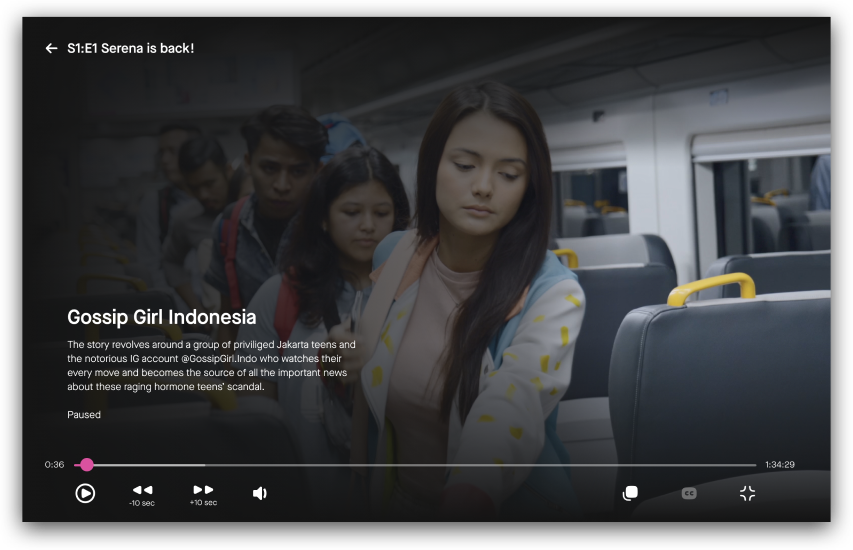 S1:E1 Serena is back!
Gossip Girl Indonesia
The story revolves around a group of priviliged Jakarta teens and
the notorious IG account @GossipGirl.Indo who watches their
every move and becomes the source of all the important news
about these raging hormone teens' scandal.
Paused
0:36
1:34:29
-10 sec
+10 sec
CC